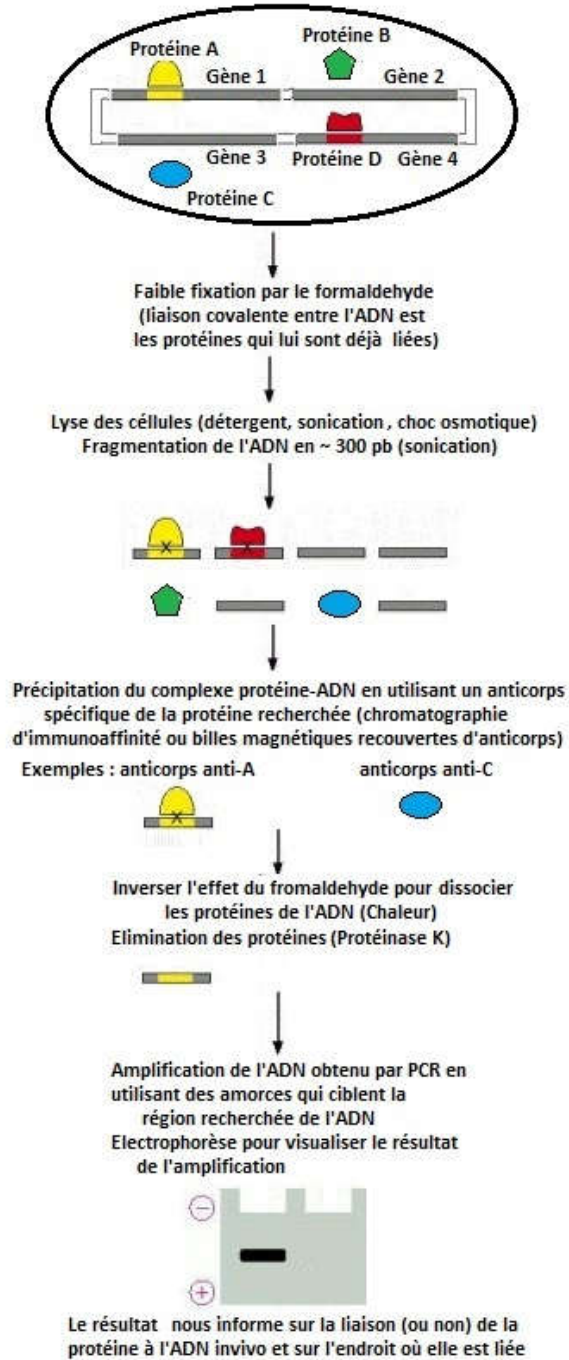 Protéine A
Protéine B
Gène 1
Gène 2
Gène 3
Protéine D
Gène 4
Protéine C
Faible fixation par le formaldehyde
(liaison covalente entre l'ADN est
les protéines qui lui sont déjà liées)
Lyse des céllules (détergent, sonication , choc osmotique)
Fragmentation de l'ADN en ~ 300 pb (sonication)
Précipitation du complexe protéine-ADN en utilisant un anticorps
spécifique de la protéine recherchée (chromatographie
d'immunoaffinité ou billes magnétiques recouvertes d'anticorps)
Exemples : anticorps anti-A
anticorps anti-C
Inverser l'effet du fromaldehyde pour dissocier
les protéines de l'ADN (Chaleur)
Elimination des protéines (Protéinase K)
Amplification de l'ADN obtenu par PCR en
utilisant des amorces qui ciblent la
région recherchée de l'ADN
Electrophorèse pour visualiser le résultat
de l'amplification
−
+
Le résultat nous informe sur la liaison (ou non) de la
protéine à l'ADN invivo et sur l'endroit où elle est liée